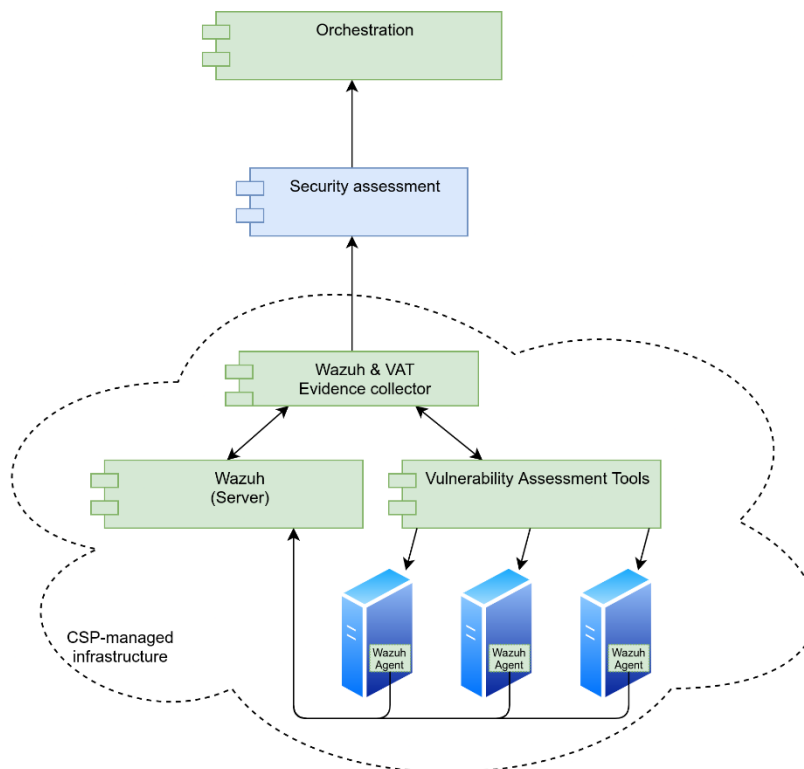 Orchestration
Security assessment
Wazuh & VAT
Evidence collector
Wazuh
(Server)
Vulnerability Assessment Tools
CSP-managed
infrastructure
Wazuh
Agent
Wazuh
Agent
Wazuh
Agent